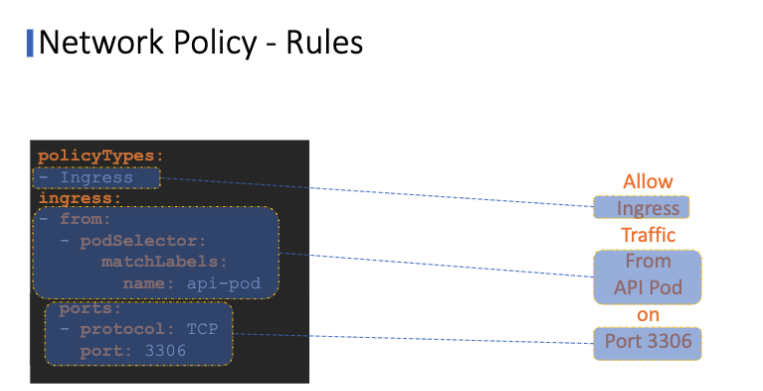 Network Policy - Rules
policyTypes:
- Ingress
ingress:
- from:
- podSelector:
matchLabels:
name: api-pod
ports:
- protocol: TCP
port: 3306
Allow
Ingress
Traffic
From
API Pod
on
Port 3306